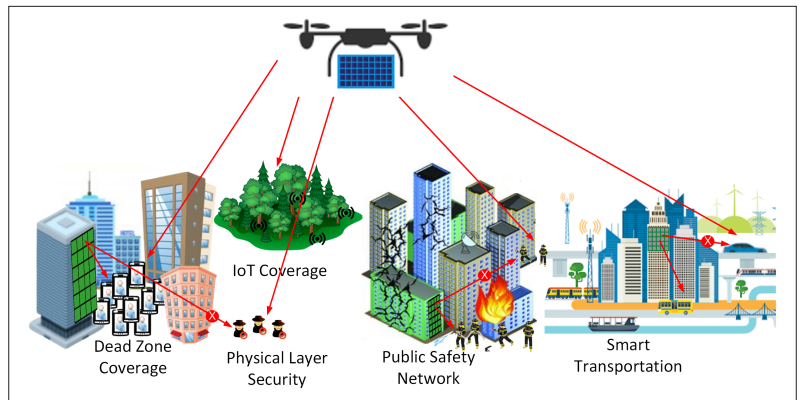 IoT Coverage
Dead Zone
Coverage
Physical Layer
Security
Public Safety
Network
Smart
Transportation
X
X
X